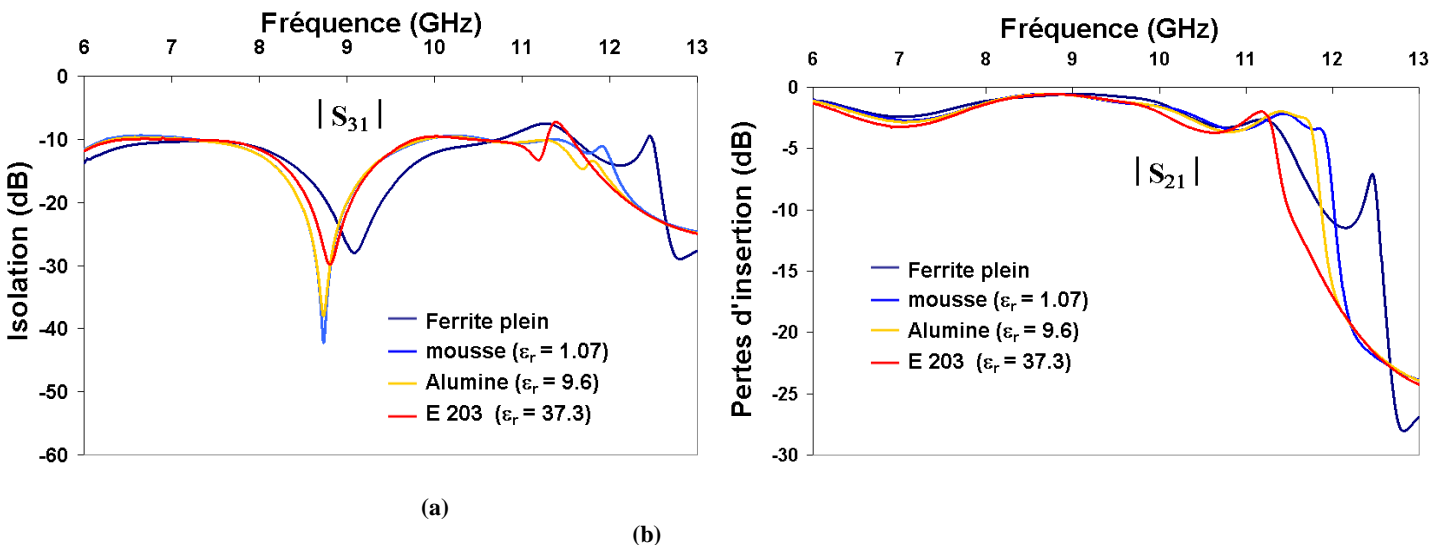 Fréquence (GHz)
6 7 8 9 10 11 12 13
0
-10
-20
-30
-40
-50
-60
Isolation (dB)
|S31|
Ferrite plein
mousse (εr = 1.07)
Alumine (εr = 9.6)
E 203 (εr = 37.3)
(a)
Fréquence (GHz)
6 7 8 9 10 11 12 13
0
-5
-10
-15
-20
-25
-30
Pertes d'insertion (dB)
|S21|
Ferrite plein
mousse (εr = 1.07)
Alumine (εr = 9.6)
E 203 (εr = 37.3)
(b)